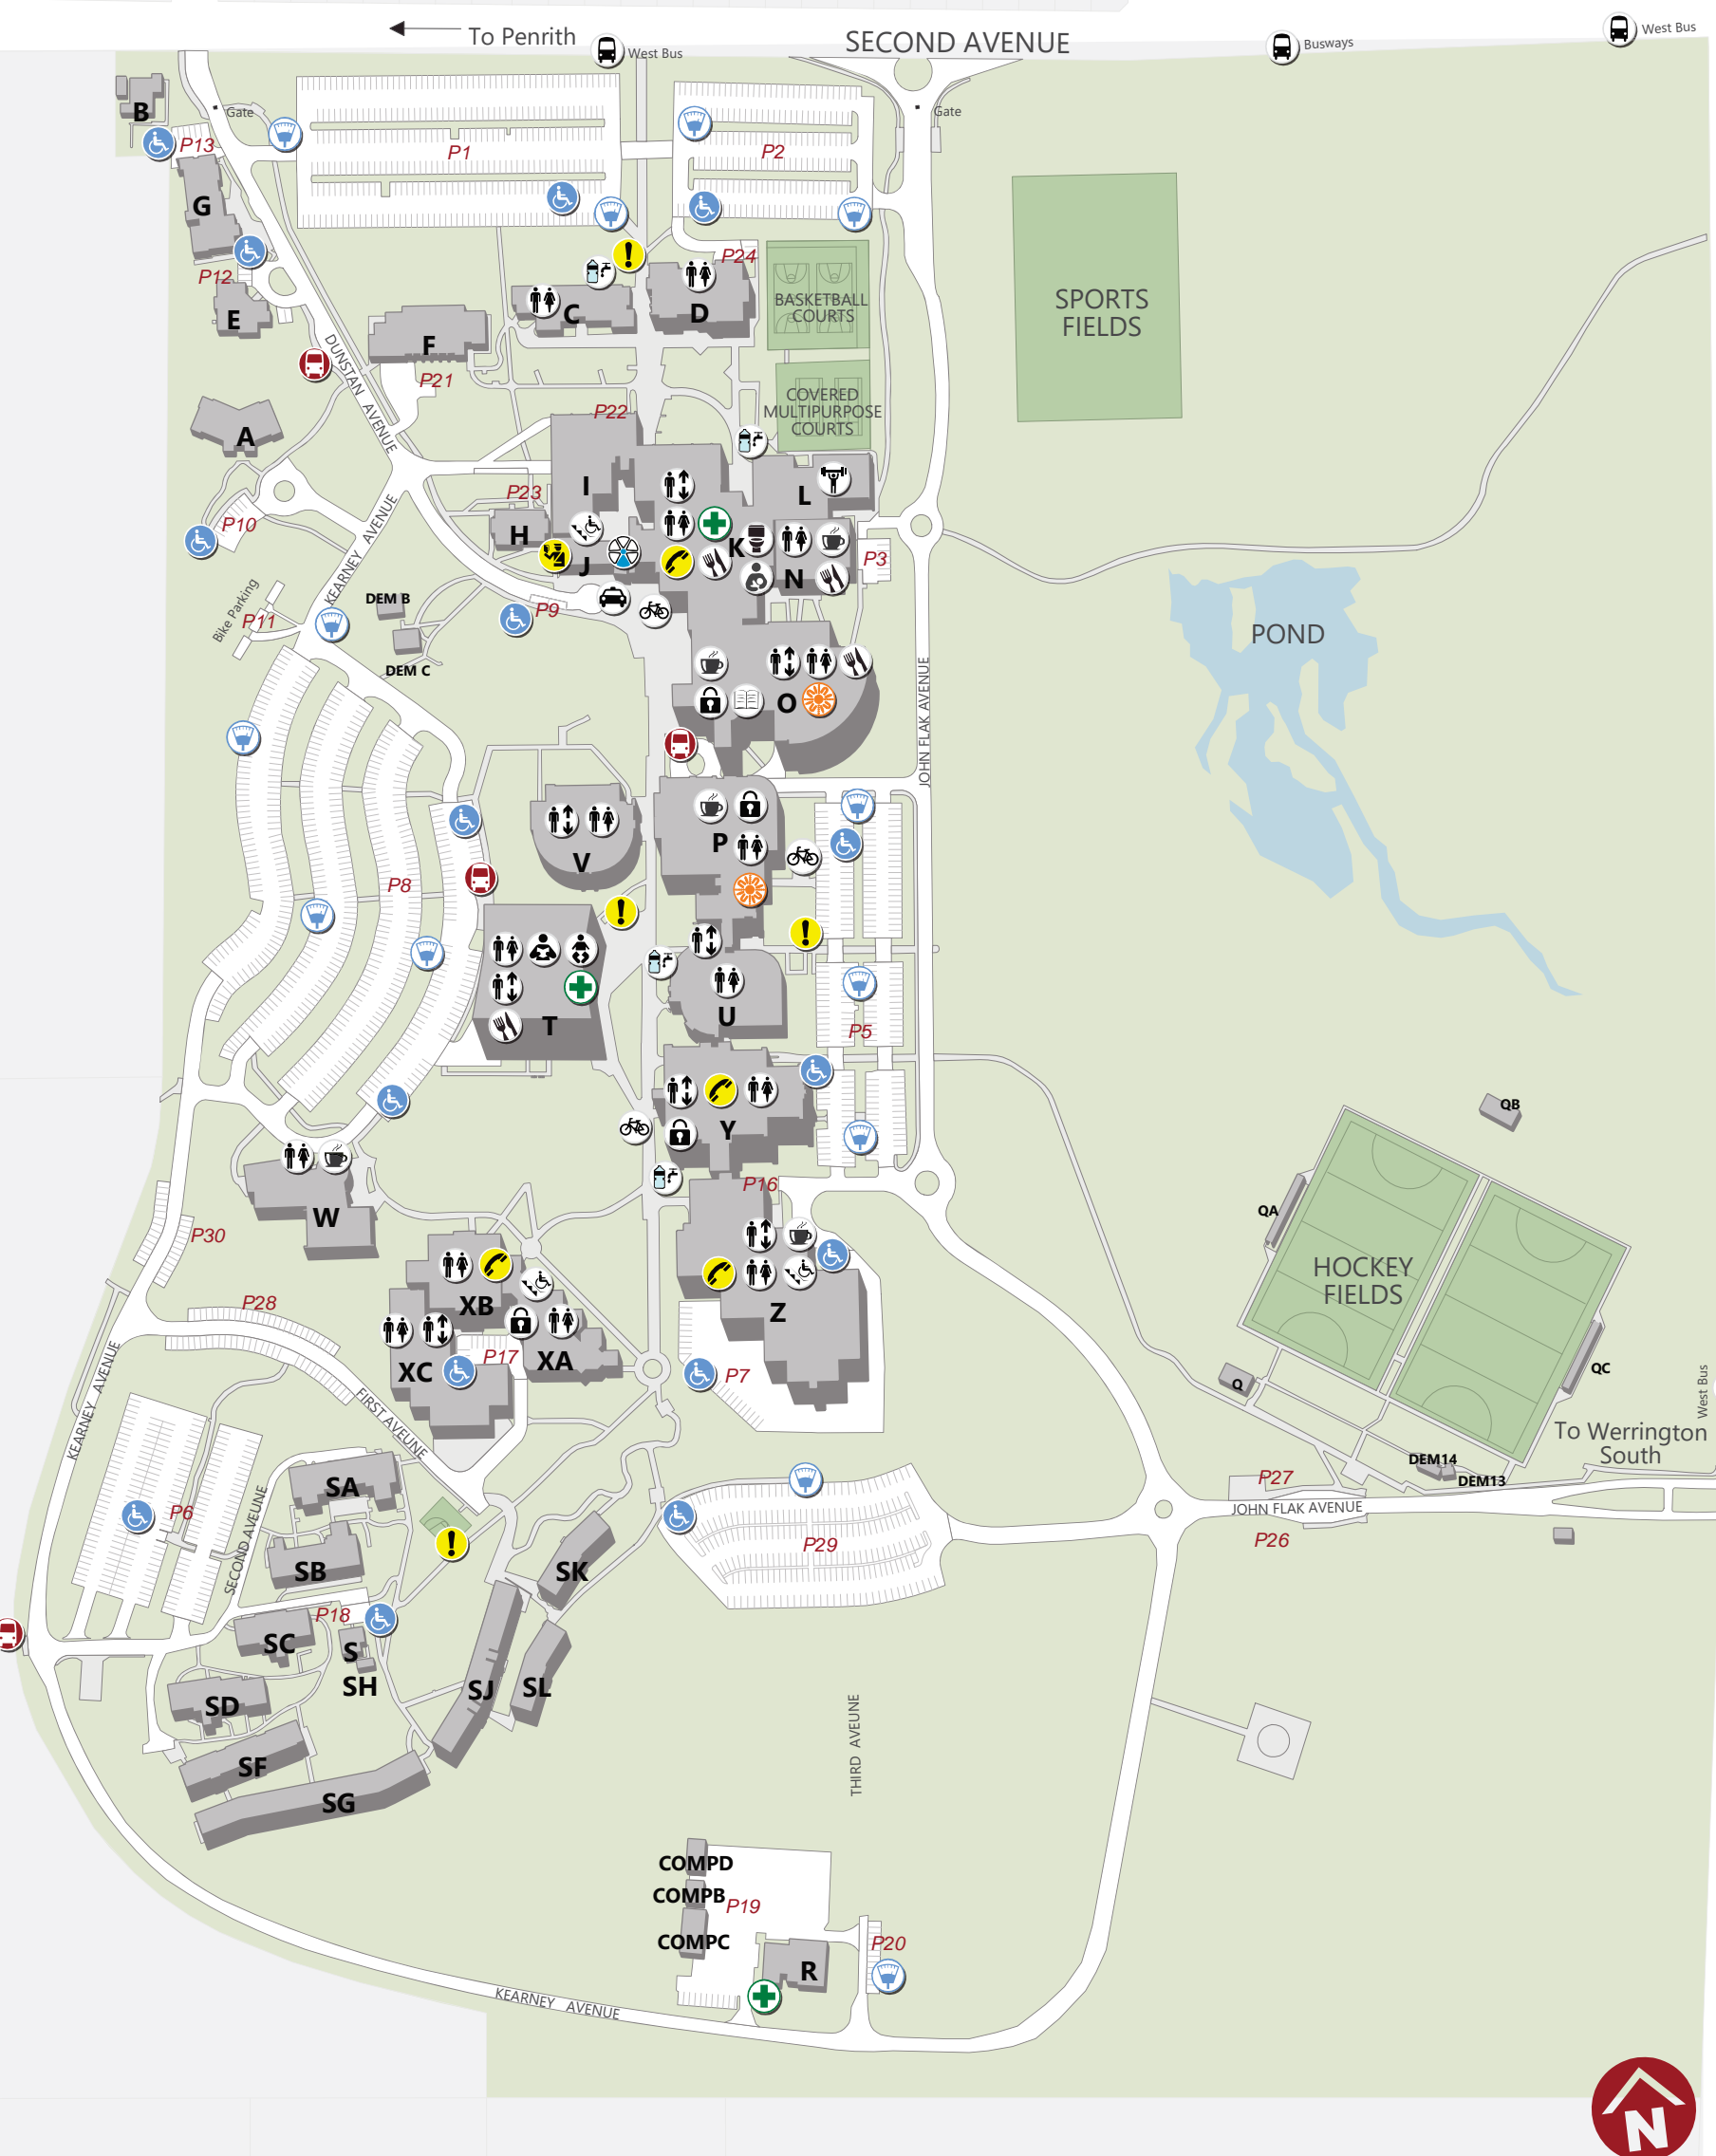 To Penrith
West Bus
SECOND AVENUE
Busways
West Bus
B
Gate
Gate
P13
P1
P2
G
P12
P24
E
C
D
BASKETBALL
COURTS
SPORTS
FIELDS
F
DUNSTAN AVENUE
P21
A
P22
COVERED
MULTIPURPOSE
COURTS
I
L
P23
P10
H
K
J
N
P3
KEARNEY AVENUE
Bike Parking
P11
DEM B
P9
DEM C
POND
O
JOHN FLAK AVENUE
V
P
P8
T
U
P5
Y
QB
P16
QA
W
P30
HOCKEY
FIELDS
P28
XB
Z
XC
P17
XA
P7
KEARNEY AVENUE
FIRST AVEUNE
Q
QC
West Bus
To Werrington
South
DEM14
DEM13
P27
JOHN FLAK AVENUE
P26
SA
P6
SECOND AVEUNE
SB
SK
P29
P18
SC
S
SH
SD
SJ
SL
THIRD AVEUNE
SF
SG
COMPD
COMPB
P19
COMPC
P20
R
KEARNEY AVENUE
N